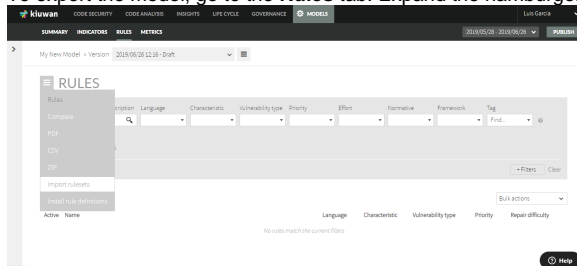 To export the model, go to the Rules tab. Expand the hamburger
kiuwan CODE SECURITY CODE ANALYSIS INSIGHTS LIFE CYCLE GOVERNANCE MODELS Luis Garcia
SUMMARY INDICATORS RULES METRICS 2019/05/28 - 2019/06/26 PUBLISH
My New Model » Version 2019/06/26 12:16 - Draft
RULES
Rules
Language Characteristic Vulnerability type Priority Effort Normative Framework Tag
Compare
Find...
PDF
CSV
ZIP
+ Filters Clear
Import rulesets
Install rule definitions
Bulk actions
Active Name Language Characteristic Vulnerability type Priority Repair difficulty
No rules match the current filters
Help